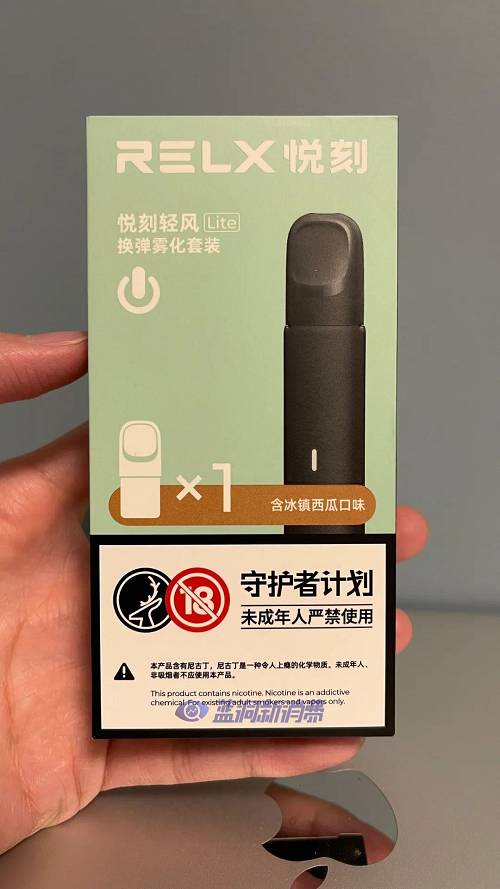 RELX 悦刻
悦刻轻风 Lite
换弹雾化套装
×1
含冰镇西瓜口味
18
守护者计划
未成年人严禁使用
本产品含有尼古丁，尼古丁是一种令人上瘾的化学物质。未成年人、
非吸烟者不应使用本产品。
This product contains nicotine. Nicotine is an addictive
chemical. For existing adult smokers and vapers only.
蓝洞新消费